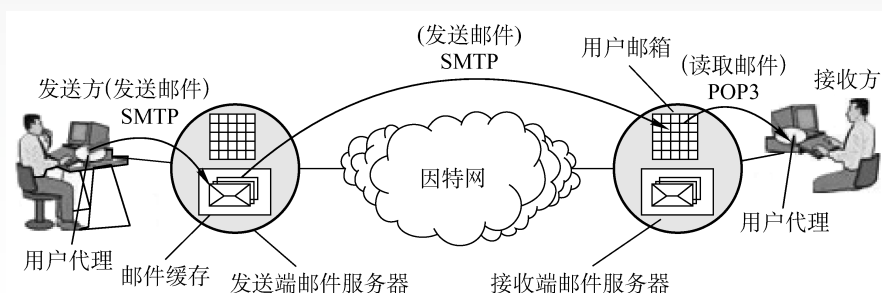 (发送邮件)
SMTP
用户邮箱
(读取邮件)
POP3
接收方
发送方(发送邮件)
SMTP
因特网
用户代理
邮件缓存
发送端邮件服务器
接收端邮件服务器
用户代理